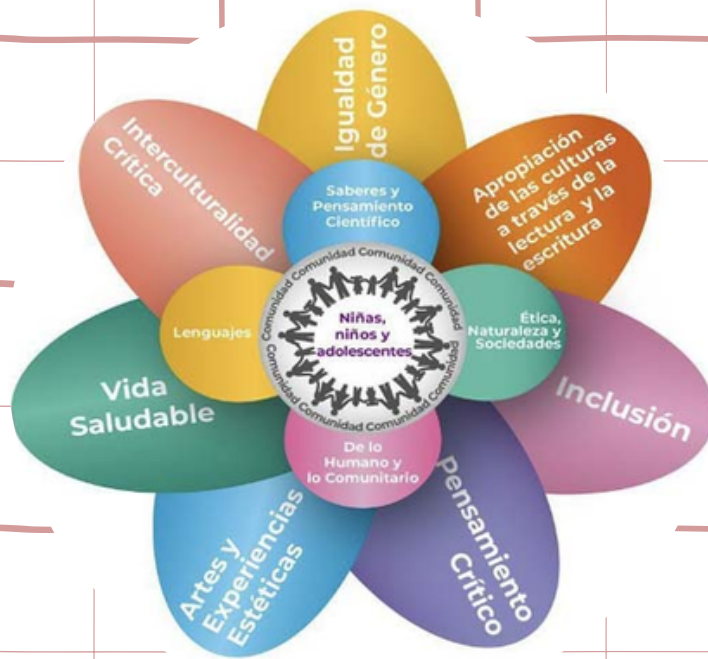 Igualdad
de Género
Interculturalidad
Crítica
Apropiación
de las culturas
a través de la
lectura y la
escritura
Saberes y
Pensamiento
Científico
Comunidad Comunidad Comunidad Comunidad
Lenguajes
Niñas,
niños y
adolescentes
Ética,
Naturaleza y
Sociedades
Comunidad Comunidad Comunidad Comunidad
Vida
Saludable
Inclusión
De lo
Humano y
lo Comunitario
Artes y
Experiencias
Estéticas
Pensamiento
Crítico